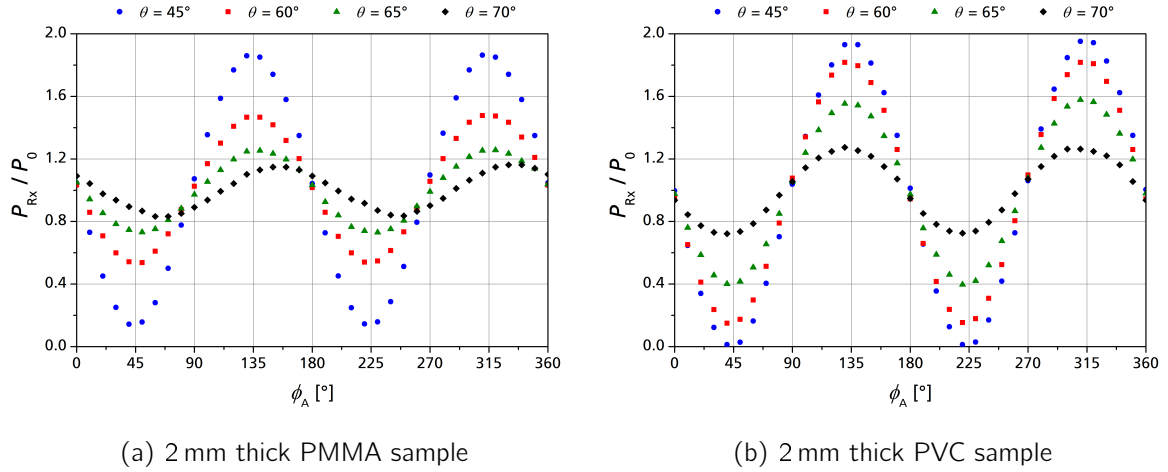 θ = 45° θ = 60° θ = 65° θ = 70°
2.0
1.6
1.2
0.8
0.4
0.0
P_Rx / P_0
0 45 90 135 180 225 270 315 360
ϕ_A [°]
(a) 2 mm thick PMMA sample
θ = 45° θ = 60° θ = 65° θ = 70°
2.0
1.6
1.2
0.8
0.4
0.0
P_Rx / P_0
0 45 90 135 180 225 270 315 360
ϕ_A [°]
(b) 2 mm thick PVC sample